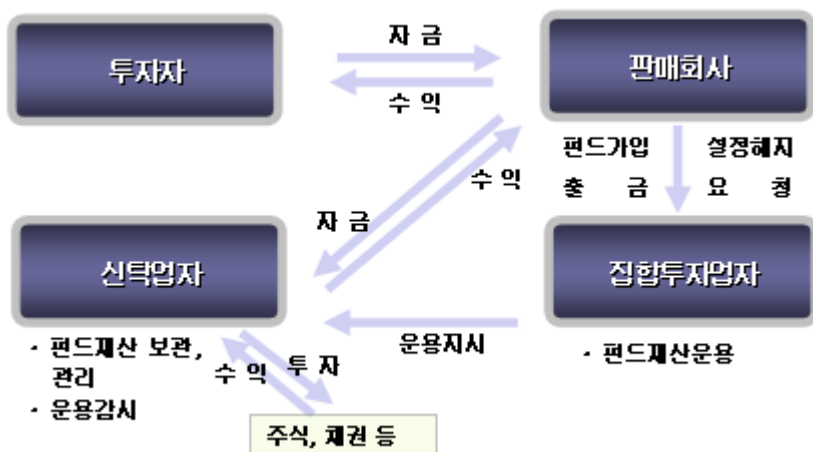 투자자
자 금
수 익
판매회사
펀드가입 설정해지
출 금 요 청
수 익
자 금
신탁업자
집합투자업자
운용지시
· 펀드재산 보관,
관리
· 운용감시
· 펀드재산운용
수 익
투 자
주식, 채권 등